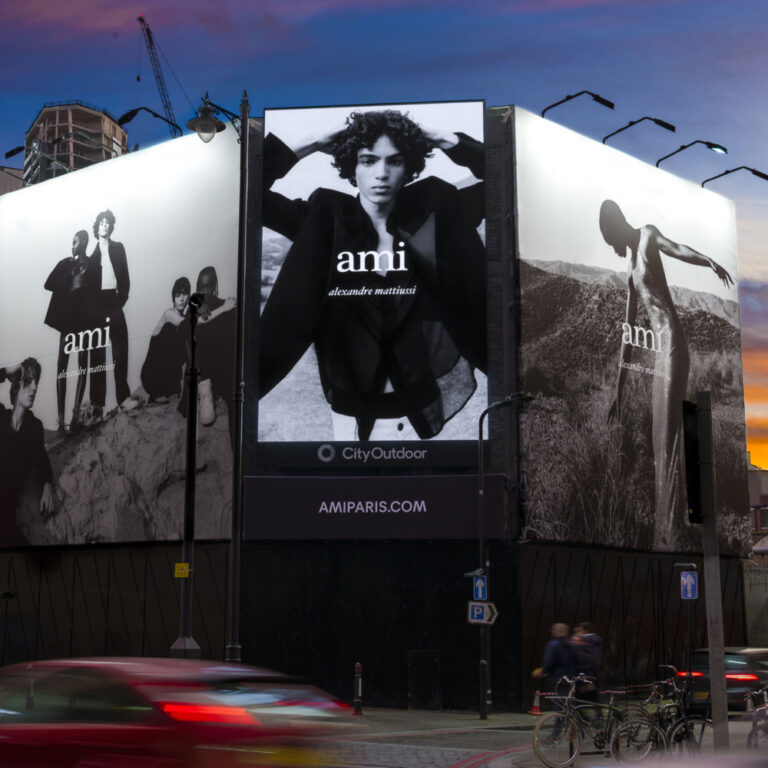 ami
alexandre mattiussi
ami
alexandre mattiussi
ami
alexandre mattiussi
CityOutdoor
AMIPARIS.COM
P